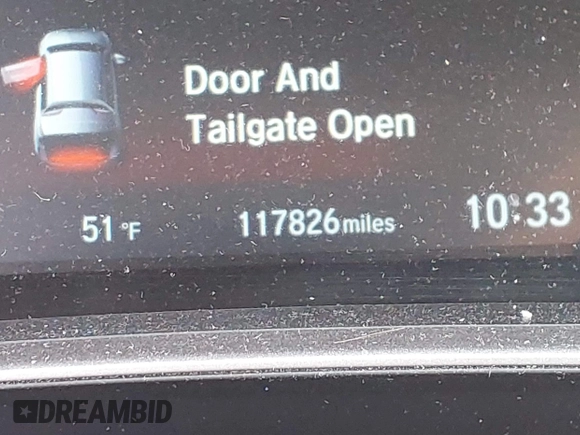 Door And
Tailgate Open
51 °F
117826 miles
10:33
DREAMBID